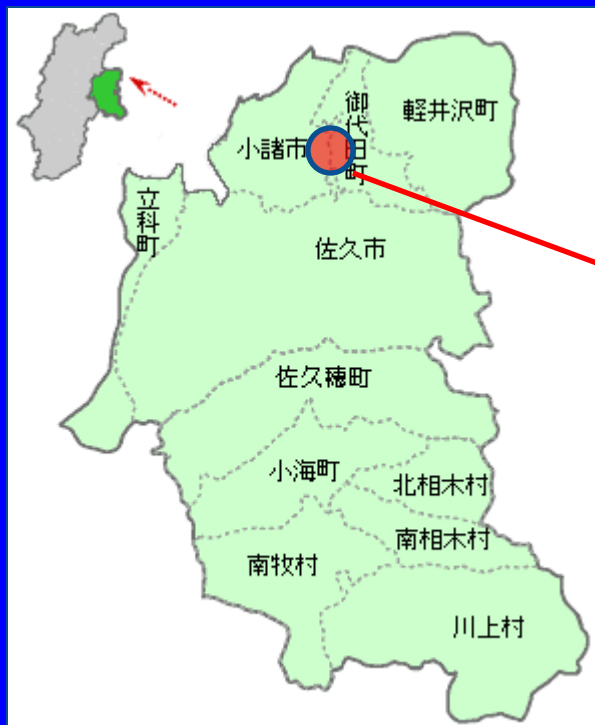 軽井沢町
御代田町
小諸市
立科町
佐久市
佐久穂町
小海町
北相木村
南相木村
南牧村
川上村